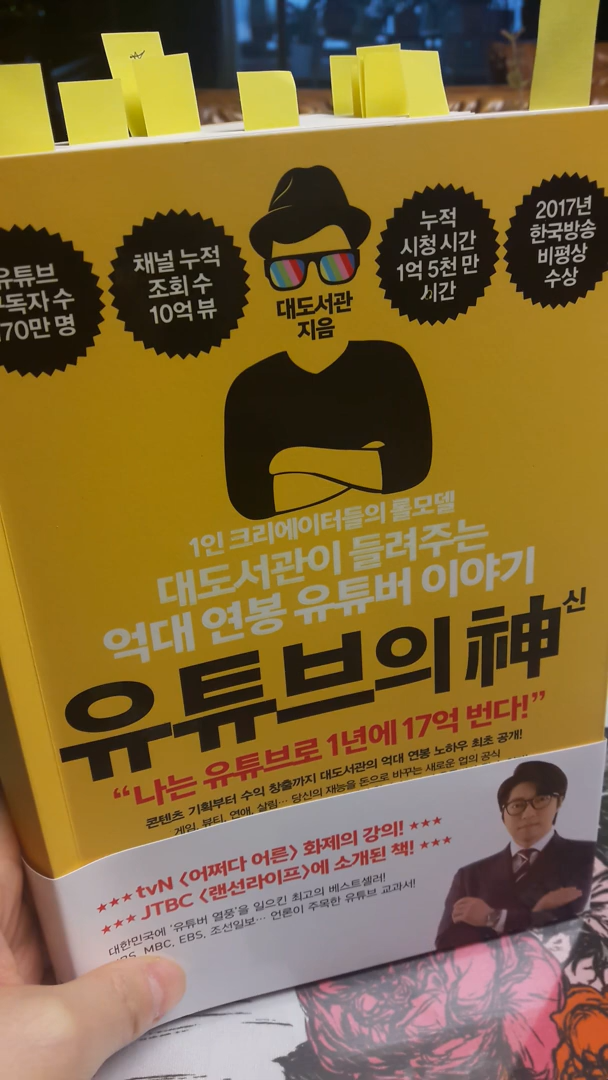 유튜브
구독자 수
170만 명
채널 누적
조회 수
10억 뷰
대도서관
지음
누적
시청 시간
1억 5천 만
시간
2017년
한국방송
비평상
수상
1인 크리에이터들의 롤모델
대도서관이 들려주는
억대 연봉 유튜버 이야기
유튜브의 神 신
“나는 유튜브로 1년에 17억 번다!”
콘텐츠 기획부터 수익 창출까지 대도서관의 억대 연봉 노하우 최초 공개!
게임, 뷰티, 연애, 살림… 당신의 재능을 돈으로 바꾸는 새로운 업의 공식
★★★ tvN <어쩌다 어른> 화제의 강의! ★★★
★★★ JTBC <랜선라이프>에 소개된 책! ★★★
대한민국에 ‘유튜버 열풍’을 일으킨 최고의 베스트셀러!
MBC, EBS, 조선일보… 언론이 주목한 유튜브 교과서!